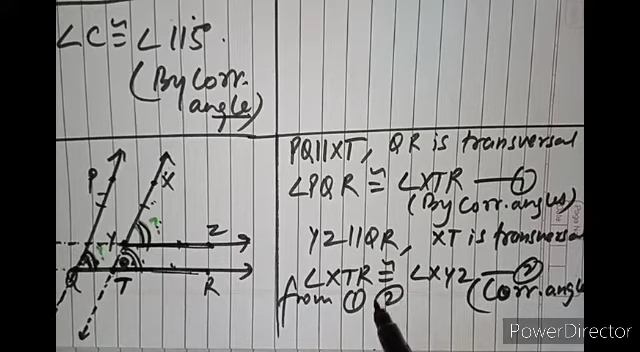 ∠C ≅ ∠115°.
(By Corr.
angle)
P
X
?
Y
Z
?
Q
T
R
PQ||XT, QR is transversal
∠PQR ≅ ∠XTR —①
(By Corr. angles)
YZ||QR, XT is transversal
∠XTR ≅ ∠XYZ —②
(Corr. angle
from ① ②
PowerDirector